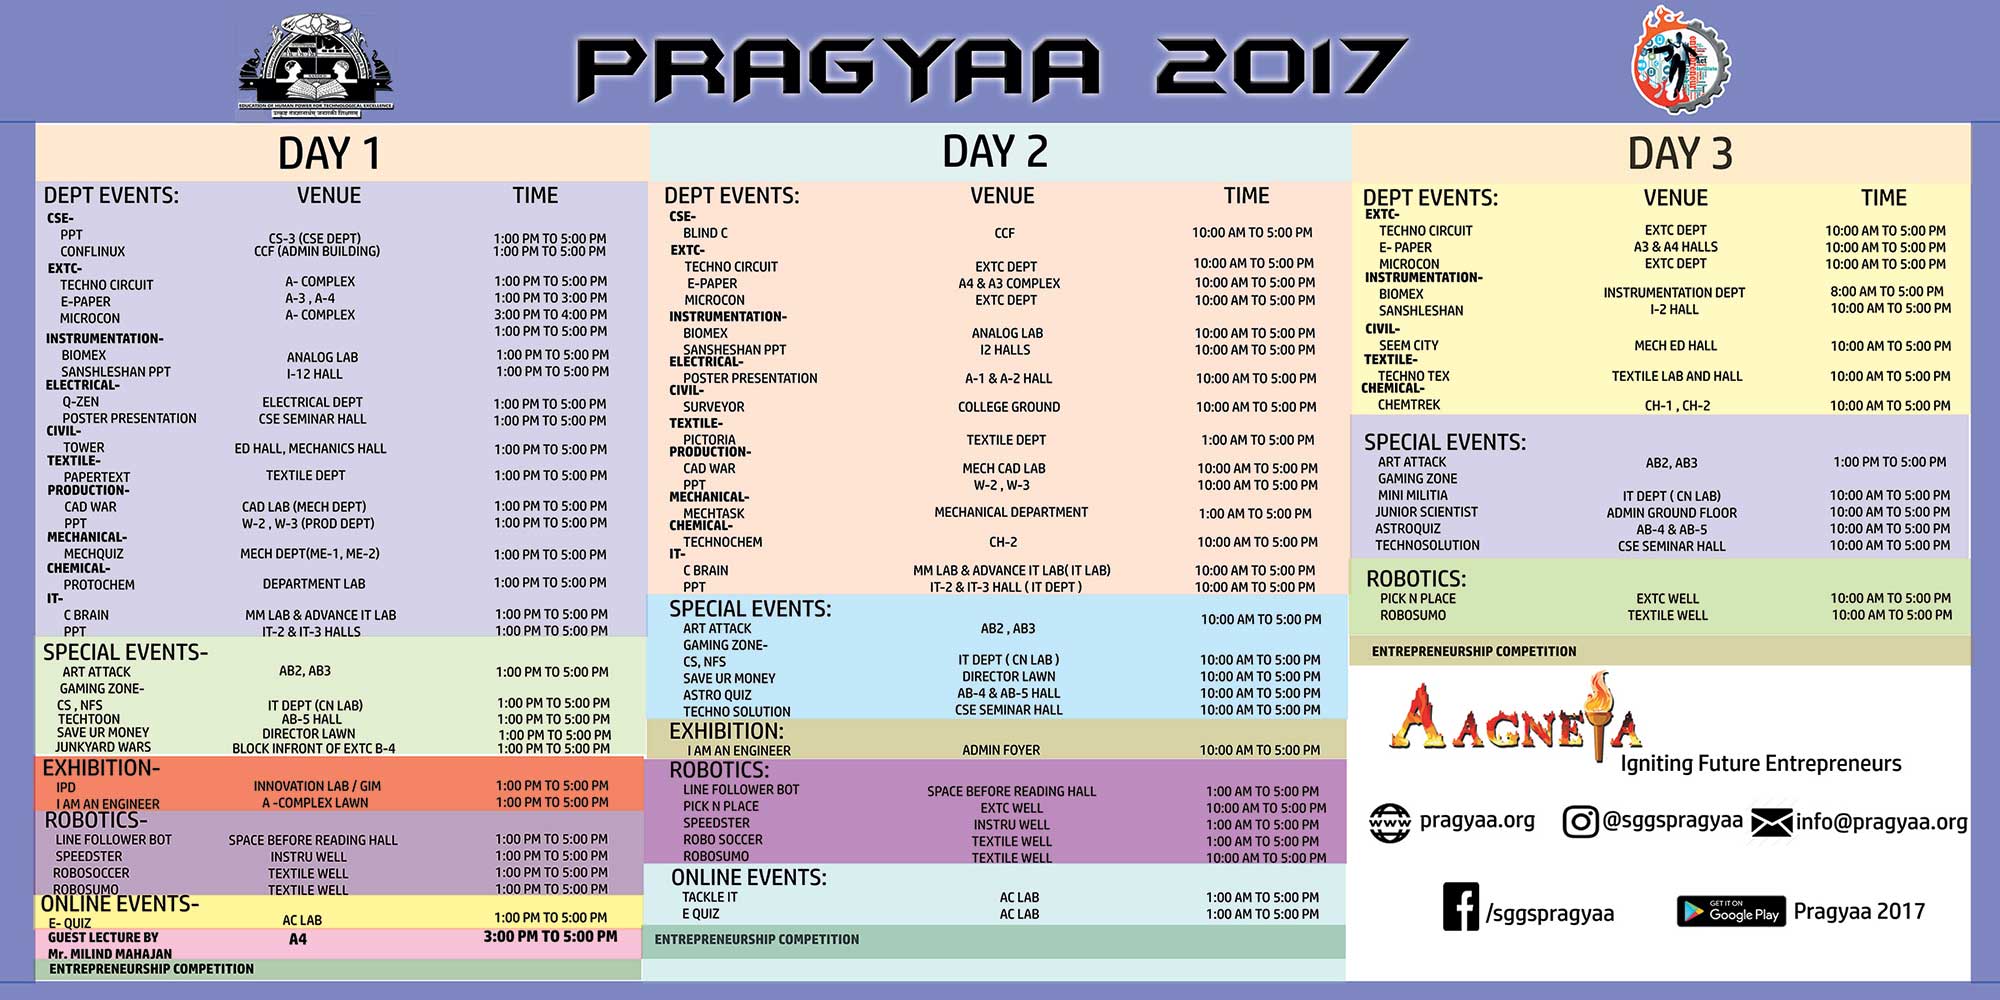 EDUCATION OF HUMAN POWER FOR TECHNOLOGICAL EXCELLENCE
PRAGYAA 2017
DAY 1
DEPT EVENTS: VENUE TIME
CSE-
PPT CS-3 (CSE DEPT) 1:00 PM TO 5:00 PM
CONFLINUX CCF (ADMIN BUILDING) 1:00 PM TO 5:00 PM
EXTC-
TECHNO CIRCUIT A- COMPLEX 1:00 PM TO 5:00 PM
E-PAPER A-3 , A-4 1:00 PM TO 3:00 PM
MICROCON A- COMPLEX 3:00 PM TO 4:00 PM
1:00 PM TO 5:00 PM
INSTRUMENTATION-
BIOMEX ANALOG LAB 1:00 PM TO 5:00 PM
SANSHLESHAN PPT I-12 HALL 1:00 PM TO 5:00 PM
ELECTRICAL-
Q-ZEN ELECTRICAL DEPT 1:00 PM TO 5:00 PM
POSTER PRESENTATION CSE SEMINAR HALL 1:00 PM TO 5:00 PM
CIVIL-
TOWER ED HALL, MECHANICS HALL 1:00 PM TO 5:00 PM
TEXTILE-
PAPERTEXT TEXTILE DEPT 1:00 PM TO 5:00 PM
PRODUCTION-
CAD WAR CAD LAB (MECH DEPT) 1:00 PM TO 5:00 PM
PPT W-2 , W-3 (PROD DEPT) 1:00 PM TO 5:00 PM
MECHANICAL-
MECHQUIZ MECH DEPT(ME-1, ME-2) 1:00 PM TO 5:00 PM
CHEMICAL-
PROTOCHEM DEPARTMENT LAB 1:00 PM TO 5:00 PM
IT-
C BRAIN MM LAB & ADVANCE IT LAB 1:00 PM TO 5:00 PM
PPT IT-2 & IT-3 HALLS 1:00 PM TO 5:00 PM
SPECIAL EVENTS-
ART ATTACK AB2, AB3 1:00 PM TO 5:00 PM
GAMING ZONE-
CS , NFS IT DEPT (CN LAB) 1:00 PM TO 5:00 PM
TECHTOON AB-5 HALL 1:00 PM TO 5:00 PM
SAVE UR MONEY DIRECTOR LAWN 1:00 PM TO 5:00 PM
JUNKYARD WARS BLOCK INFRONT OF EXTC B-4 1:00 PM TO 5:00 PM
EXHIBITION-
IPD INNOVATION LAB / GIM 1:00 PM TO 5:00 PM
I AM AN ENGINEER A -COMPLEX LAWN 1:00 PM TO 5:00 PM
ROBOTICS-
LINE FOLLOWER BOT SPACE BEFORE READING HALL 1:00 PM TO 5:00 PM
SPEEDSTER INSTRU WELL 1:00 PM TO 5:00 PM
ROBOSOCCER TEXTILE WELL 1:00 PM TO 5:00 PM
ROBOSUMO TEXTILE WELL 1:00 PM TO 5:00 PM
ONLINE EVENTS-
E- QUIZ AC LAB 1:00 PM TO 5:00 PM
GUEST LECTURE BY A4 3:00 PM TO 5:00 PM
Mr. MILIND MAHAJAN
ENTREPRENEURSHIP COMPETITION
DAY 2
DEPT EVENTS: VENUE TIME
CSE-
BLIND C CCF 10:00 AM TO 5:00 PM
EXTC-
TECHNO CIRCUIT EXTC DEPT 10:00 AM TO 5:00 PM
E-PAPER A4 & A3 COMPLEX 10:00 AM TO 5:00 PM
MICROCON EXTC DEPT 10:00 AM TO 5:00 PM
INSTRUMENTATION-
BIOMEX ANALOG LAB 10:00 AM TO 5:00 PM
SANSHESHAN PPT I2 HALLS 10:00 AM TO 5:00 PM
ELECTRICAL-
POSTER PRESENTATION A-1 & A-2 HALL 10:00 AM TO 5:00 PM
CIVIL-
SURVEYOR COLLEGE GROUND 10:00 AM TO 5:00 PM
TEXTILE-
PICTORIA TEXTILE DEPT 1:00 AM TO 5:00 PM
PRODUCTION-
CAD WAR MECH CAD LAB 10:00 AM TO 5:00 PM
PPT W-2 , W-3 10:00 AM TO 5:00 PM
MECHANICAL-
MECHTASK MECHANICAL DEPARTMENT 1:00 AM TO 5:00 PM
CHEMICAL-
TECHNOCHEM CH-2 10:00 AM TO 5:00 PM
IT-
C BRAIN MM LAB & ADVANCE IT LAB( IT LAB) 10:00 AM TO 5:00 PM
PPT IT-2 & IT-3 HALL ( IT DEPT ) 10:00 AM TO 5:00 PM
SPECIAL EVENTS:
ART ATTACK AB2 , AB3 10:00 AM TO 5:00 PM
GAMING ZONE-
CS, NFS IT DEPT ( CN LAB ) 10:00 AM TO 5:00 PM
SAVE UR MONEY DIRECTOR LAWN 10:00 AM TO 5:00 PM
ASTRO QUIZ AB-4 & AB-5 HALL 10:00 AM TO 5:00 PM
TECHNO SOLUTION CSE SEMINAR HALL 10:00 AM TO 5:00 PM
EXHIBITION:
I AM AN ENGINEER ADMIN FOYER 10:00 AM TO 5:00 PM
ROBOTICS:
LINE FOLLOWER BOT SPACE BEFORE READING HALL 1:00 AM TO 5:00 PM
PICK N PLACE EXTC WELL 10:00 AM TO 5:00 PM
SPEEDSTER INSTRU WELL 1:00 AM TO 5:00 PM
ROBO SOCCER TEXTILE WELL 1:00 AM TO 5:00 PM
ROBOSUMO TEXTILE WELL 10:00 AM TO 5:00 PM
ONLINE EVENTS:
TACKLE IT AC LAB 1:00 AM TO 5:00 PM
E QUIZ AC LAB 1:00 AM TO 5:00 PM
ENTREPRENEURSHIP COMPETITION
DAY 3
DEPT EVENTS: VENUE TIME
EXTC-
TECHNO CIRCUIT EXTC DEPT 10:00 AM TO 5:00 PM
E- PAPER A3 & A4 HALLS 10:00 AM TO 5:00 PM
MICROCON EXTC DEPT 10:00 AM TO 5:00 PM
INSTRUMENTATION-
BIOMEX INSTRUMENTATION DEPT 8:00 AM TO 5:00 PM
SANSHLESHAN I-2 HALL 10:00 AM TO 5:00 PM
CIVIL-
SEEM CITY MECH ED HALL 10:00 AM TO 5:00 PM
TEXTILE-
TECHNO TEX TEXTILE LAB AND HALL 10:00 AM TO 5:00 PM
CHEMICAL-
CHEMTREK CH-1 , CH-2 10:00 AM TO 5:00 PM
SPECIAL EVENTS:
ART ATTACK AB2, AB3 1:00 PM TO 5:00 PM
GAMING ZONE
MINI MILITIA IT DEPT ( CN LAB) 10:00 AM TO 5:00 PM
JUNIOR SCIENTIST ADMIN GROUND FLOOR 10:00 AM TO 5:00 PM
ASTROQUIZ AB-4 & AB-5 10:00 AM TO 5:00 PM
TECHNOSOLUTION CSE SEMINAR HALL 10:00 AM TO 5:00 PM
ROBOTICS:
PICK N PLACE EXTC WELL 10:00 AM TO 5:00 PM
ROBOSUMO TEXTILE WELL 10:00 AM TO 5:00 PM
ENTREPRENEURSHIP COMPETITION
AAGNEYA
Igniting Future Entrepreneurs
www pragyaa.org @sggspragyaa info@pragyaa.org
/sggspragyaa GET IT ON Google Play Pragyaa 2017